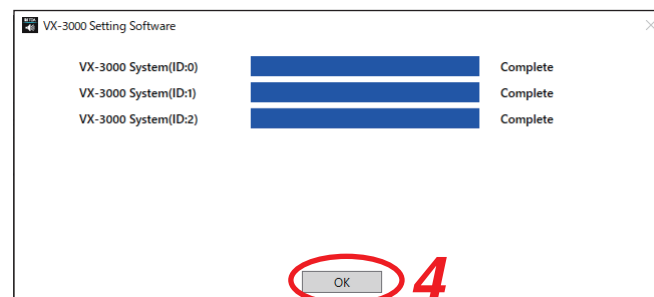 VX-3000 Setting Software
VX-3000 System(ID:0) Complete
VX-3000 System(ID:1) Complete
VX-3000 System(ID:2) Complete
OK 4